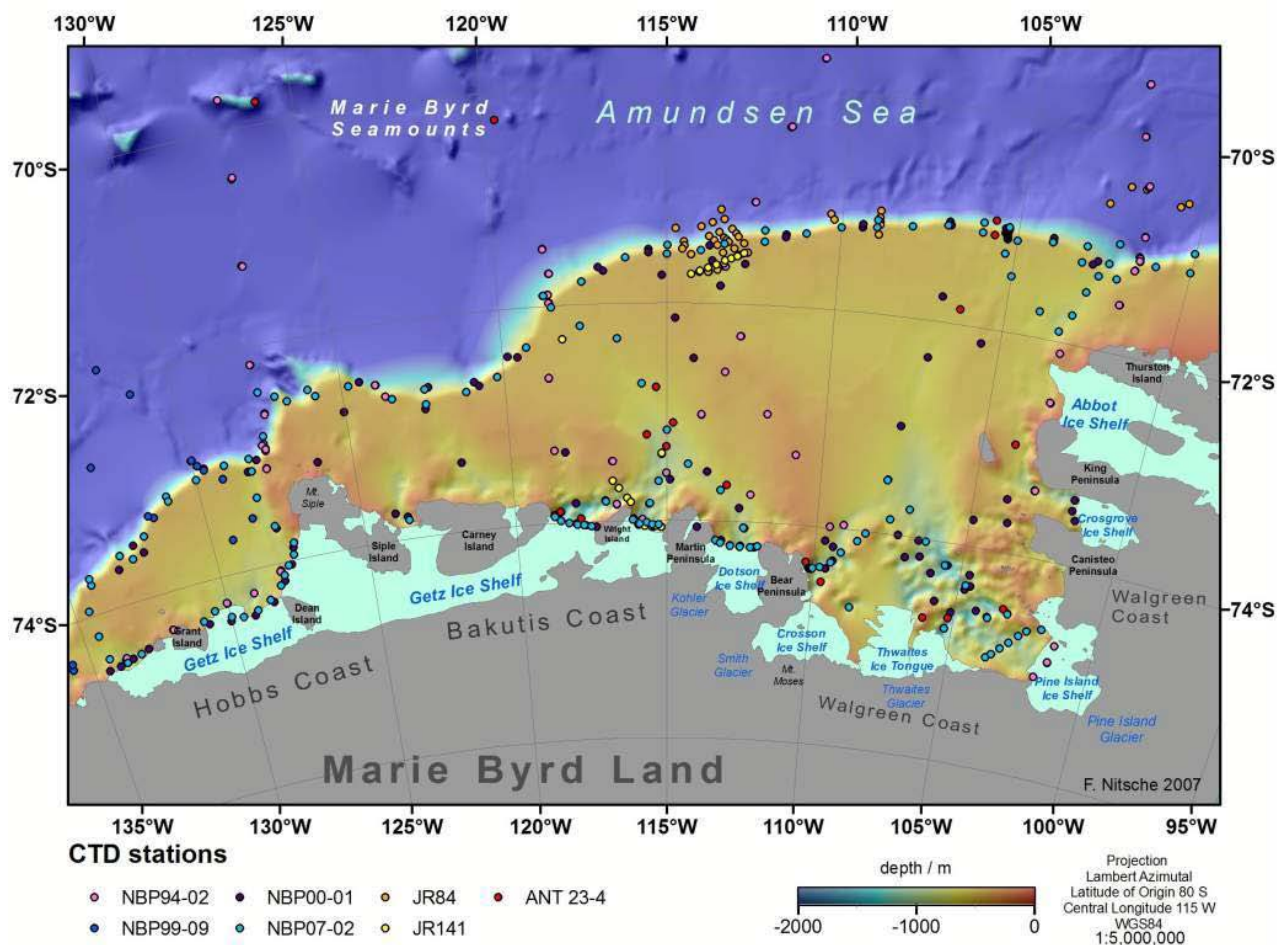 130°W 125°W 120°W 115°W 110°W 105°W
Marie Byrd
Seamounts
Amundsen Sea
70°S 70°S
72°S 72°S
74°S 74°S
Thurston
Island
Abbot
Ice Shelf
King
Peninsula
Crosgrove
Ice Shelf
Canisteo
Peninsula
Walgreen
Coast
Mt.
Siple
Siple
Island
Carney
Island
Wright
Island
Martin
Peninsula
Dotson
Ice Shelf
Bear
Peninsula
Kohler
Glacier
Getz Ice Shelf
Bakutis Coast
Dean
Island
Grant
Island
Getz Ice Shelf
Hobbs Coast
Smith
Glacier
Crosson
Ice Shelf
Mt.
Moses
Thwaites
Ice Tongue
Thwaites
Glacier
Pine Island
Ice Shelf
Pine Island
Glacier
Walgreen Coast
Marie Byrd Land
F. Nitsche 2007
135°W 130°W 125°W 120°W 115°W 110°W 105°W 100°W 95°W
CTD stations
NBP94-02 NBP00-01 JR84 ANT 23-4
NBP99-09 NBP07-02 JR141
depth / m
-2000 -1000 0
Projection
Lambert Azimutal
Latitude of Origin 80 S
Central Longitude 115 W
WGS84
1:5,000,000